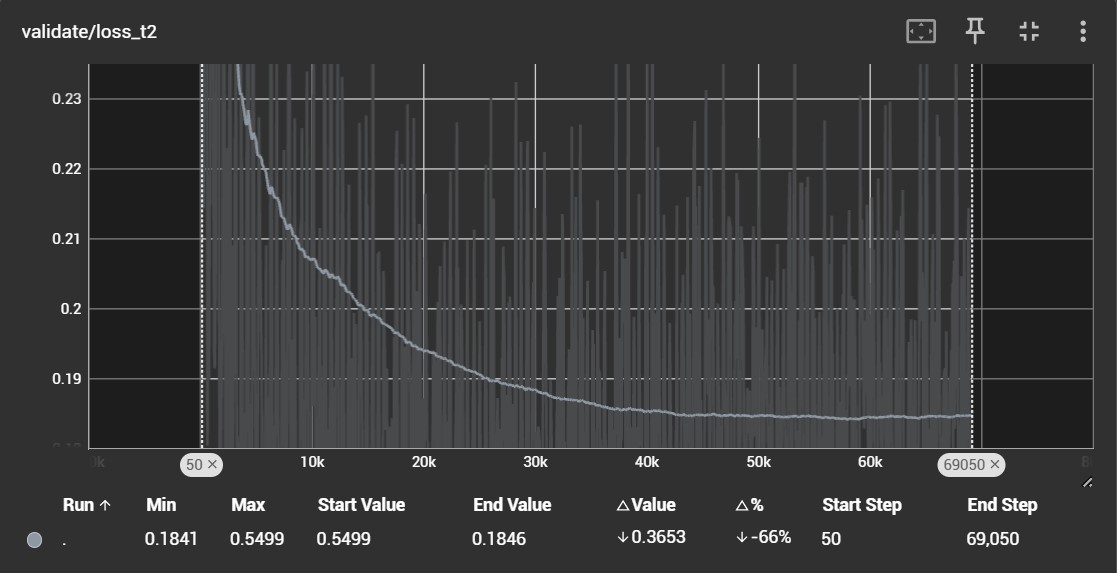 validate/loss_t2
0.23
0.22
0.21
0.2
0.19
50 × 10k 20k 30k 40k 50k 60k 69050 ×
Run ↑ Min Max Start Value End Value △Value △% Start Step End Step
. 0.1841 0.5499 0.5499 0.1846 ↓0.3653 ↓-66% 50 69,050